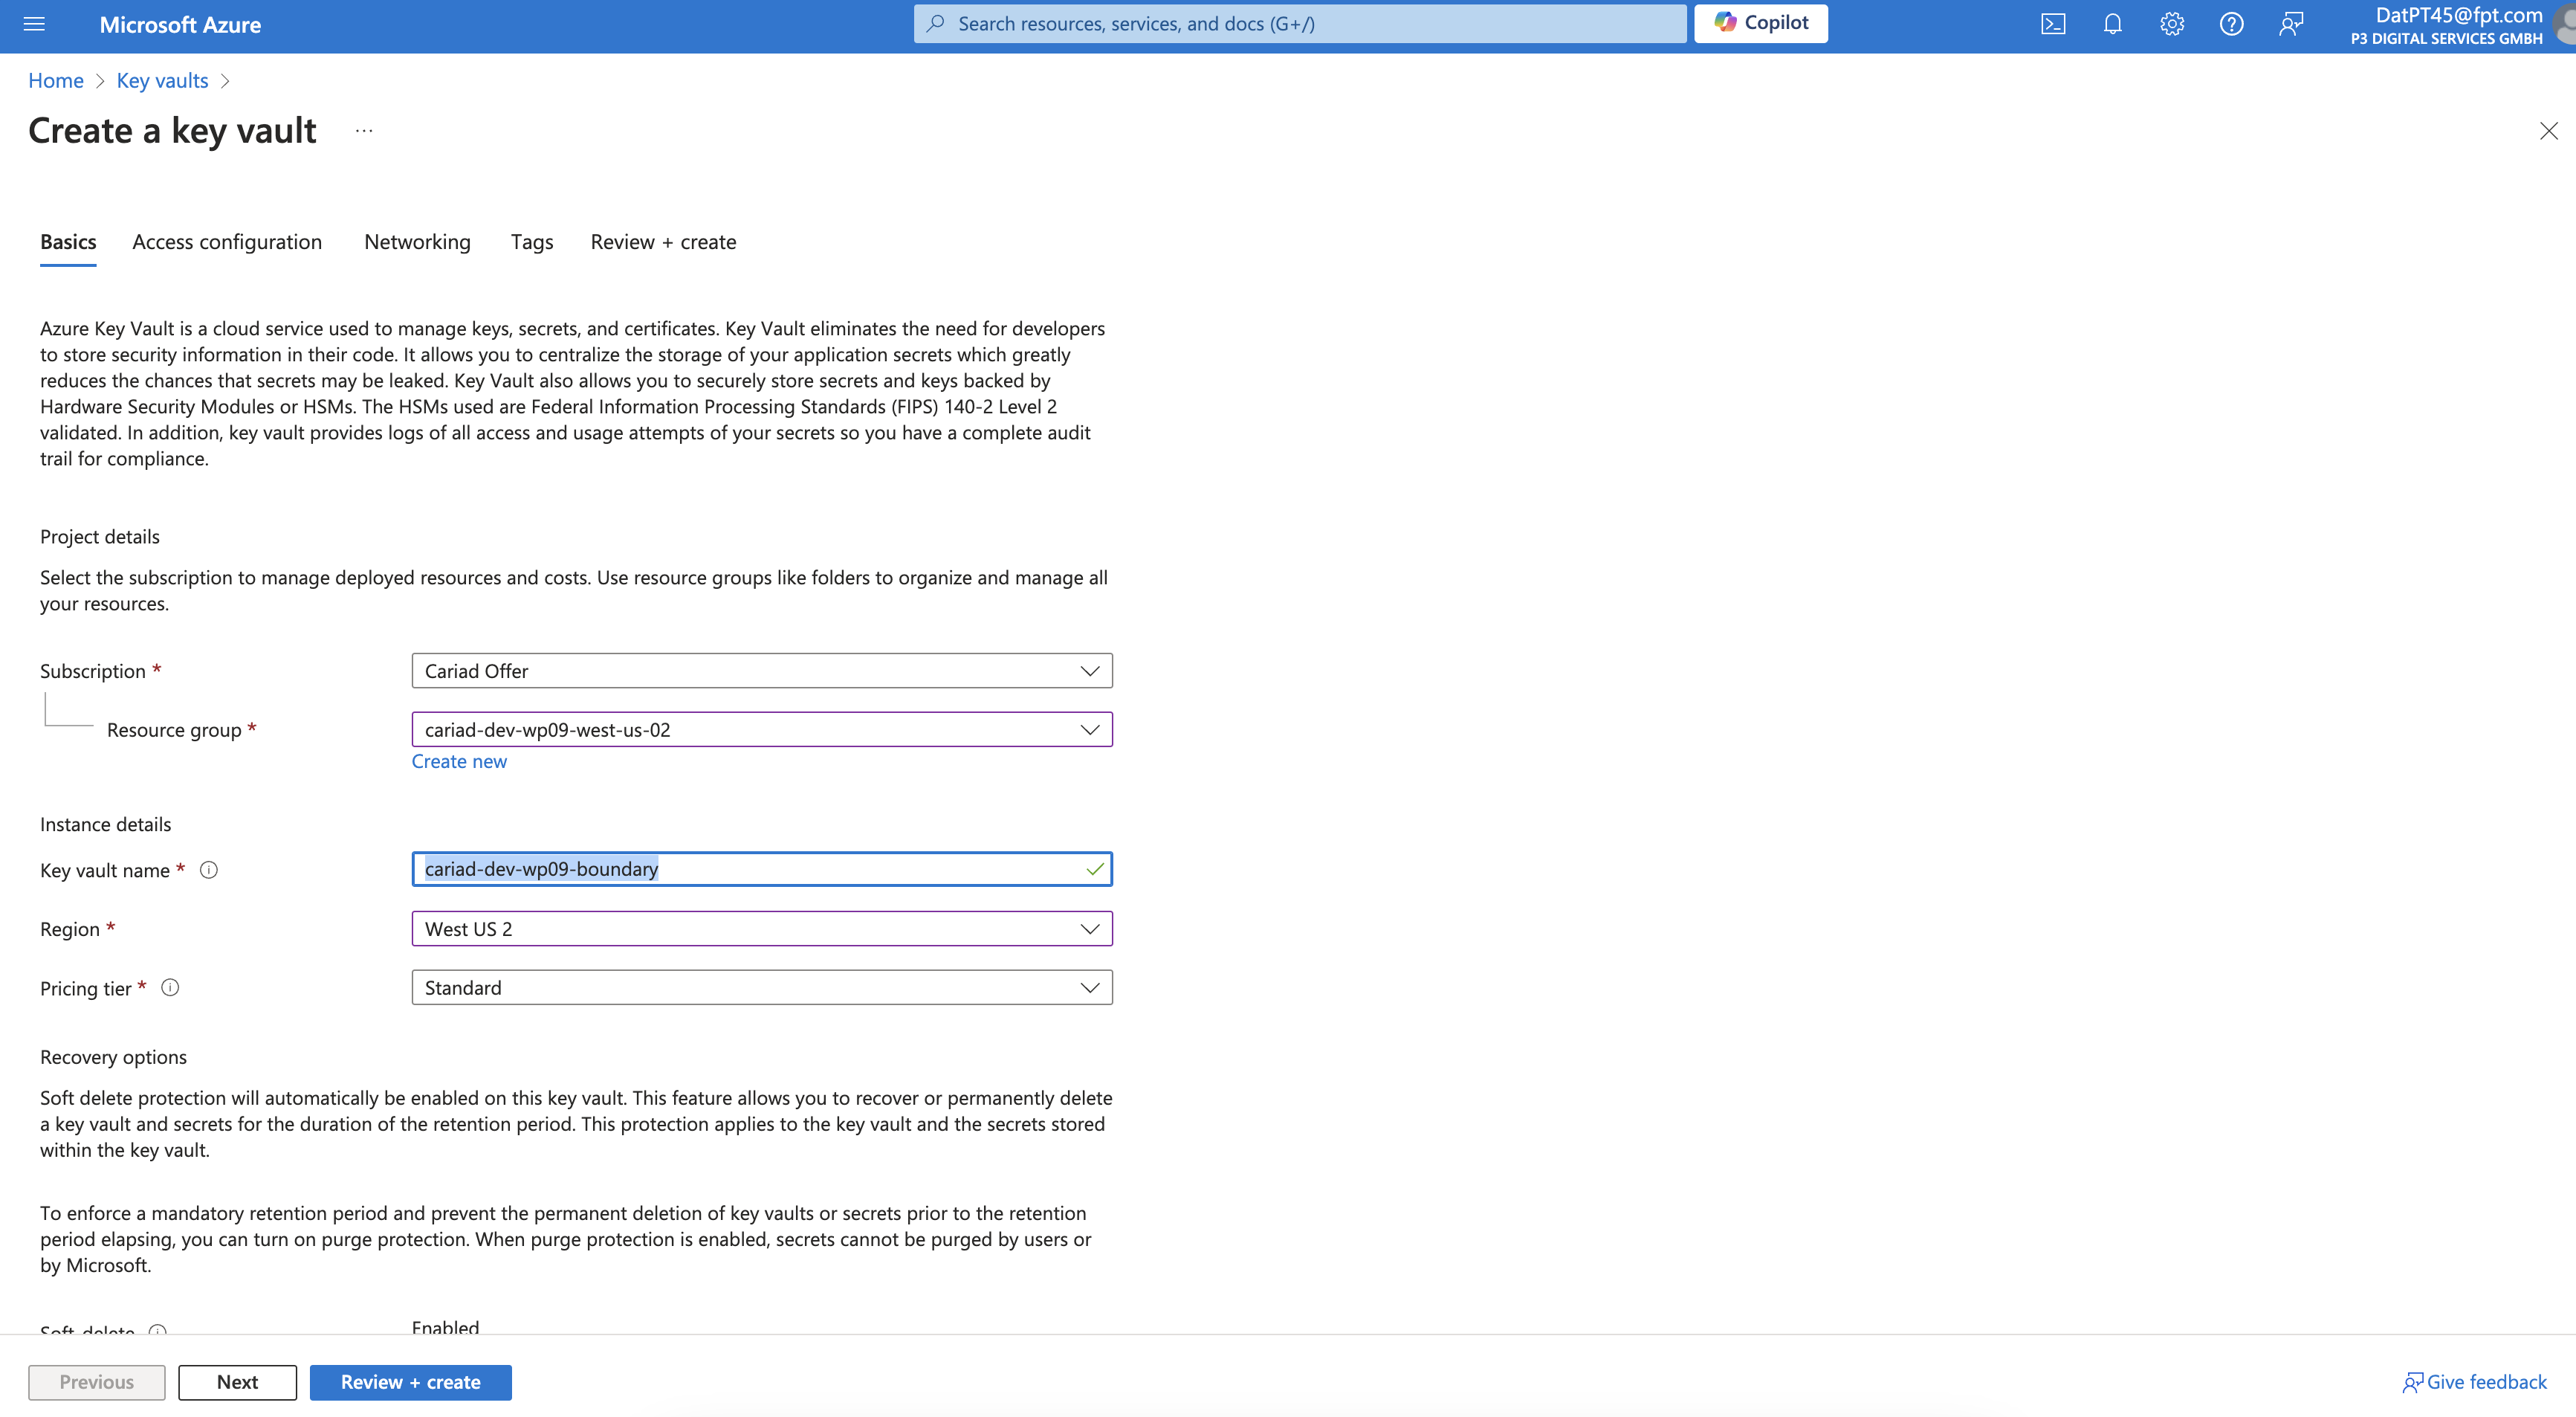 Microsoft Azure
Search resources, services, and docs (G+/)
Copilot
DatPT45@fpt.com
P3 DIGITAL SERVICES GMBH
Home > Key vaults >
Create a key vault ...
Basics Access configuration Networking Tags Review + create
Azure Key Vault is a cloud service used to manage keys, secrets, and certificates. Key Vault eliminates the need for developers
to store security information in their code. It allows you to centralize the storage of your application secrets which greatly
reduces the chances that secrets may be leaked. Key Vault also allows you to securely store secrets and keys backed by
Hardware Security Modules or HSMs. The HSMs used are Federal Information Processing Standards (FIPS) 140-2 Level 2
validated. In addition, key vault provides logs of all access and usage attempts of your secrets so you have a complete audit
trail for compliance.
Project details
Select the subscription to manage deployed resources and costs. Use resource groups like folders to organize and manage all
your resources.
Subscription * Cariad Offer
Resource group * cariad-dev-wp09-west-us-02
Create new
Instance details
Key vault name * cariad-dev-wp09-boundary
Region * West US 2
Pricing tier * Standard
Recovery options
Soft delete protection will automatically be enabled on this key vault. This feature allows you to recover or permanently delete
a key vault and secrets for the duration of the retention period. This protection applies to the key vault and the secrets stored
within the key vault.
To enforce a mandatory retention period and prevent the permanent deletion of key vaults or secrets prior to the retention
period elapsing, you can turn on purge protection. When purge protection is enabled, secrets cannot be purged by users or
by Microsoft.
Soft-delete Enabled
Previous Next Review + create Give feedback